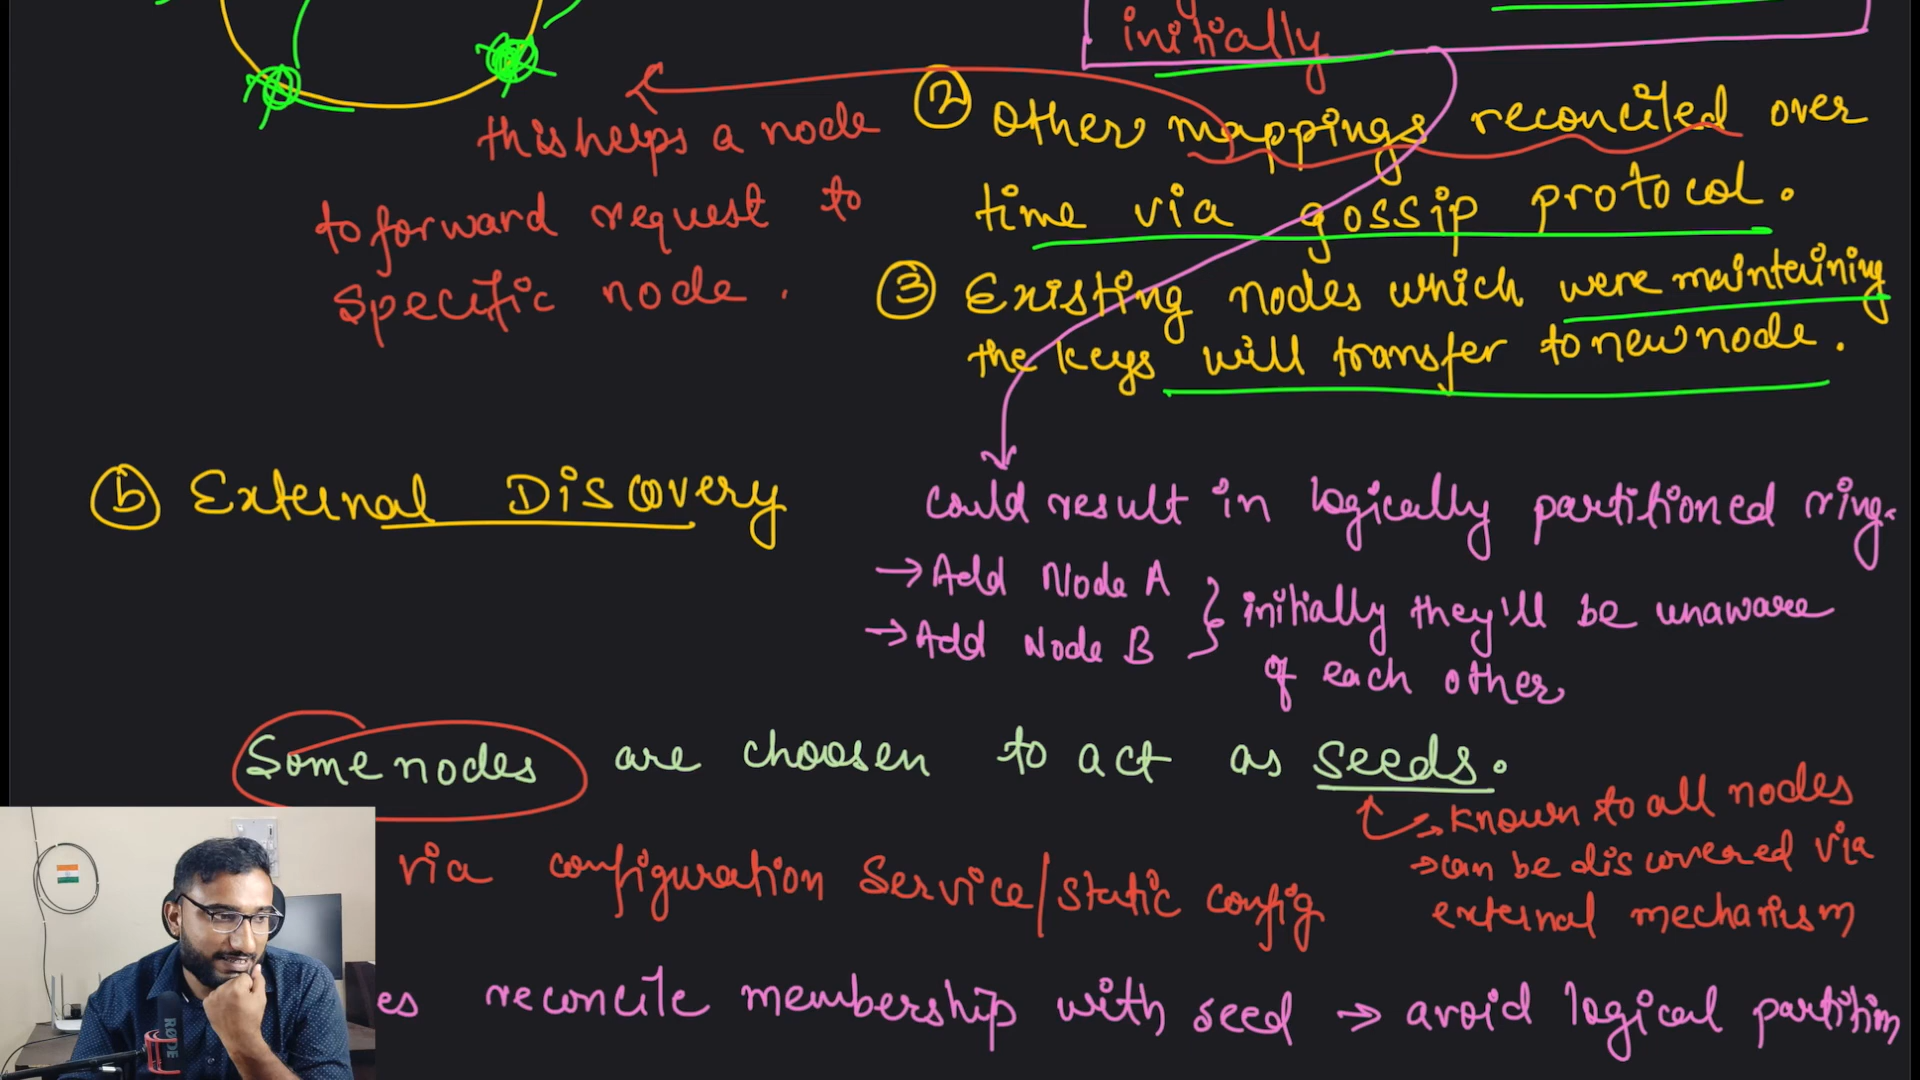 initially
this helps a node
to forward request to
specific node.
② Other mappings reconciled over
time via gossip protocol.
③ Existing nodes which were maintaining
the keys will transfer to new node.
ⓑ External Discovery
could result in logically partitioned ring.
→ Add Node A
→ Add Node B
initially they'll be unaware
of each other
Some nodes are choosen to act as seeds.
→ known to all nodes
→ can be discovered via
external mechanism
via configuration Service/static config
es reconcile membership with seed → avoid logical partition
RØDE